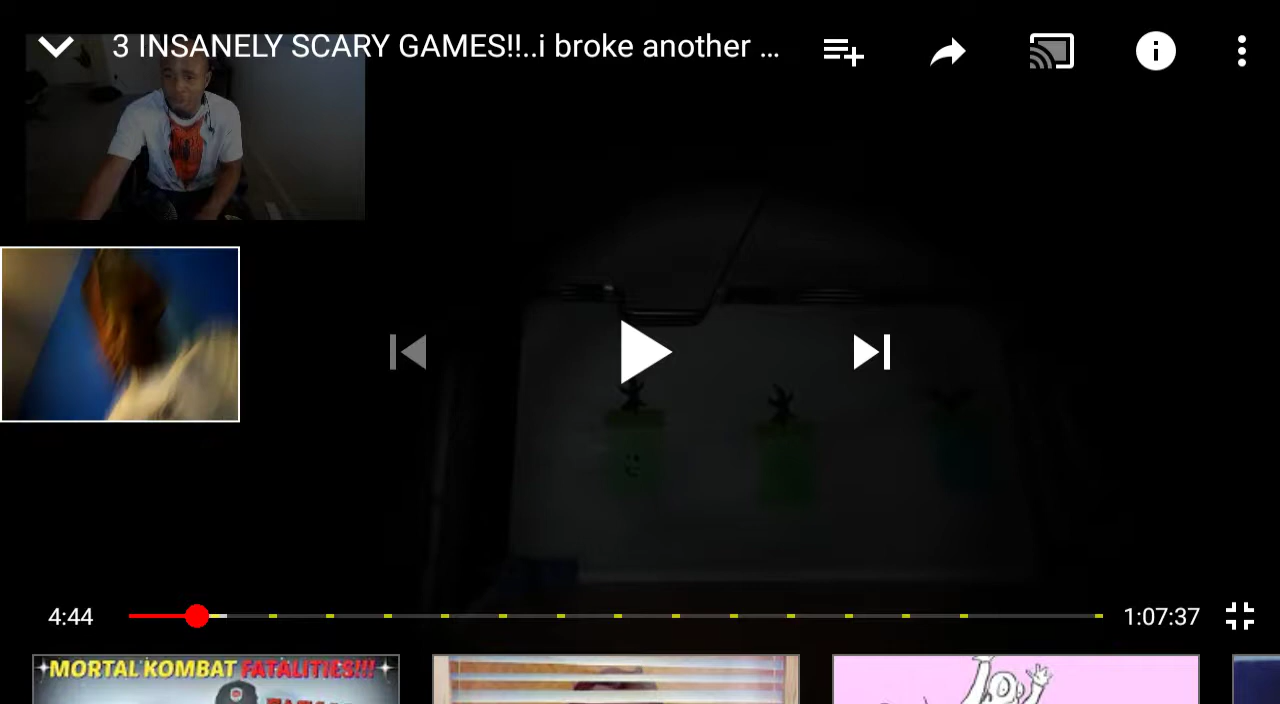 3 INSANELY SCARY GAMES!!..i broke another ...
4:44
1:07:37
MORTAL KOMBAT FATALITIES!!!